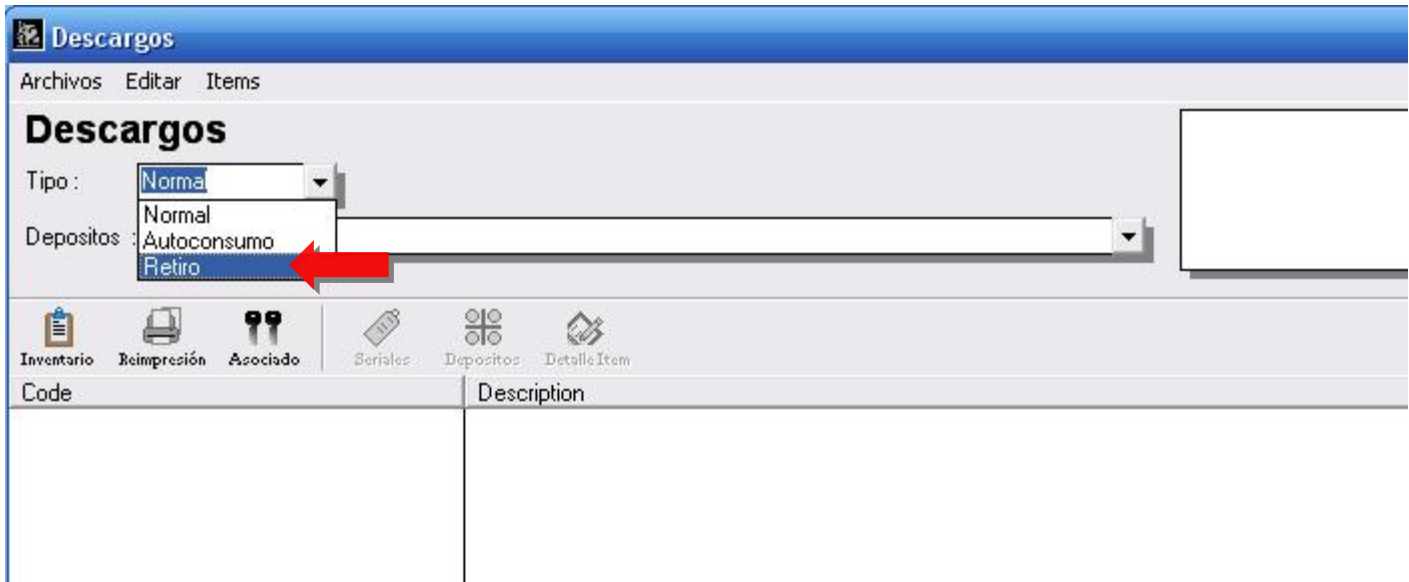 Descargos
Archivos Editar Items
Descargos
Tipo : Normal
Normal
Depositos :
Autoconsumo
Retiro
Inventario Reimpresión Asociado Seriales Depositos Detalle Item
Code Description